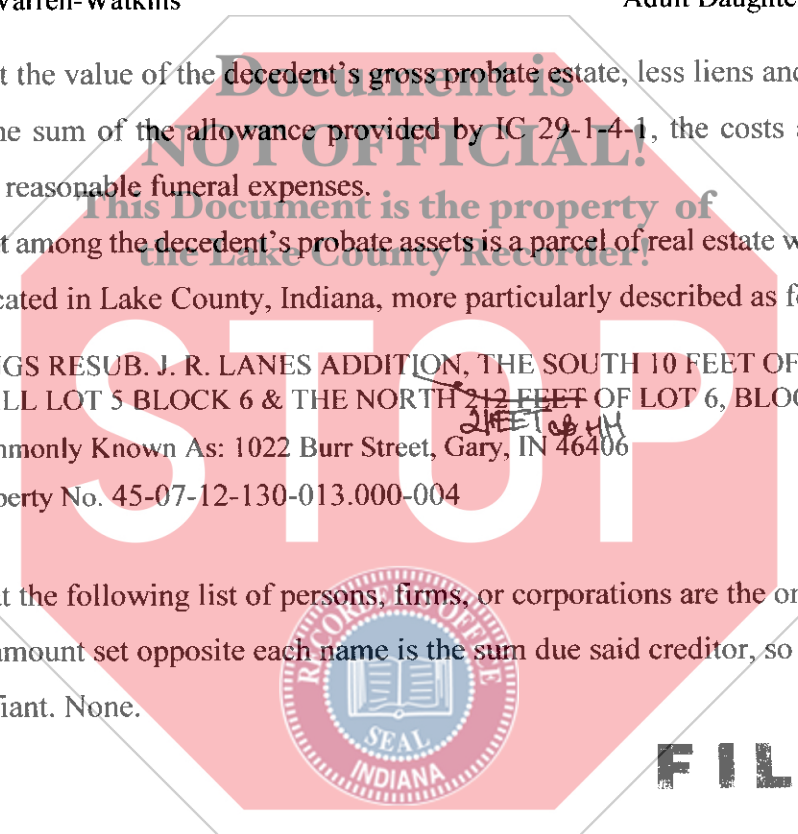 Warren-Watkins Adult Daughte
t the value of the decedent's gross probate estate, less liens and
Document is
ne sum of the allowance provided by IC 29-1-4-1, the costs a
NOT OFFICIAL!
reasonable funeral expenses.
This Document is the property of
t among the decedent's probate assets is a parcel of real estate w
the Lake County Recorder!
cated in Lake County, Indiana, more particularly described as fo
STOP
NGS RESUB. J. R. LANES ADDITION, THE SOUTH 10 FEET OF
LL LOT 5 BLOCK 6 & THE NORTH 212 FEET OF LOT 6, BLOC
nmonly Known As: 1022 Burr Street, Gary, IN 46406
perty No. 45-07-12-130-013.000-004
at the following list of persons, firms, or corporations are the on
amount set opposite each name is the sum due said creditor, so
fiant. None.
RECORDER'S OFFICE
SEAL
INDIANA
FIL